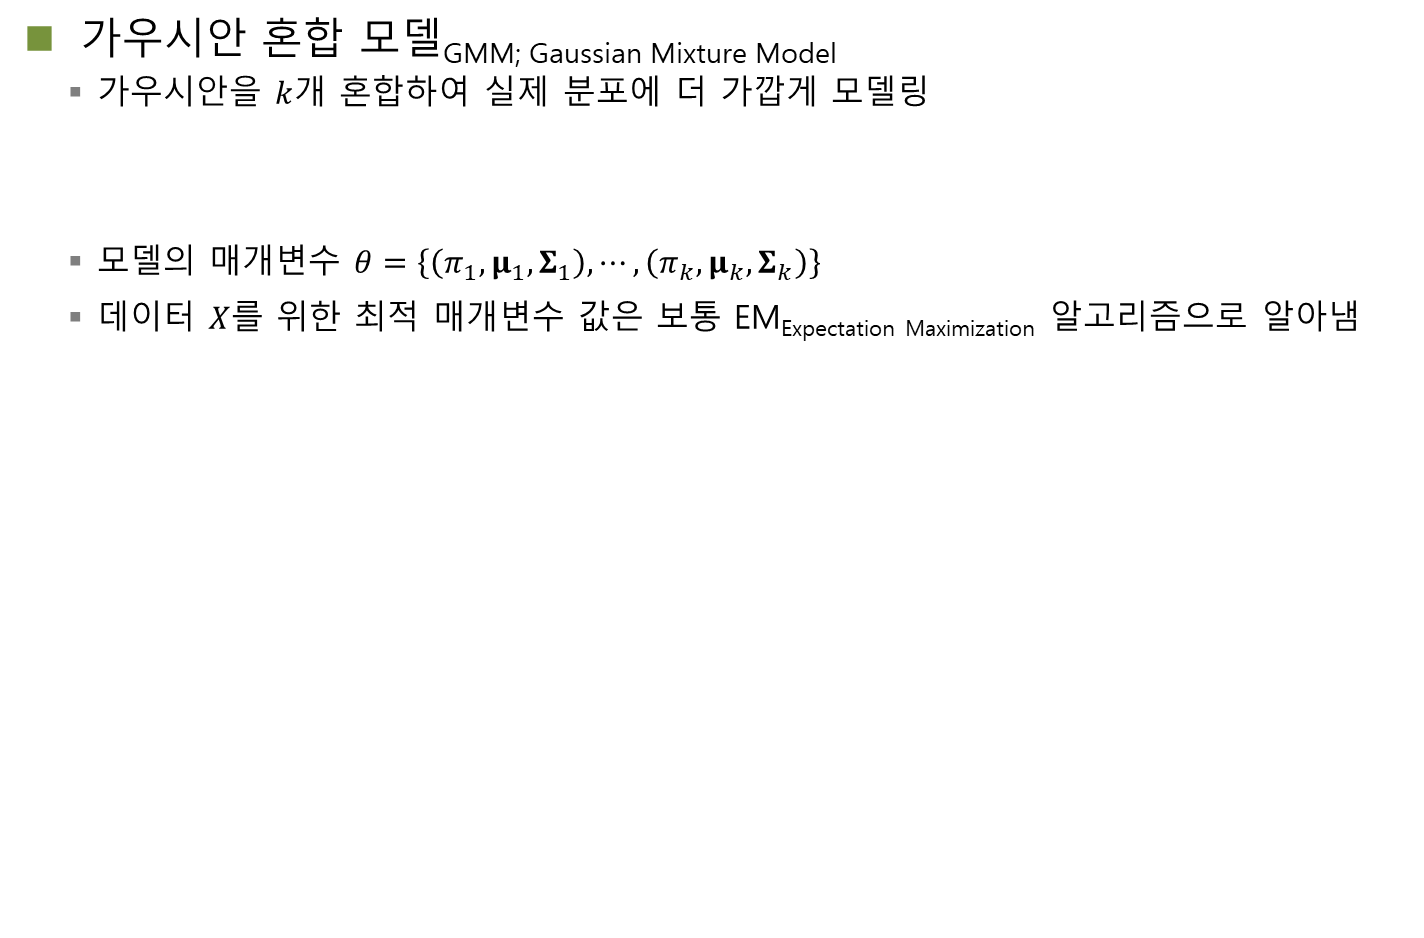 가우시안 혼합 모델GMM; Gaussian Mixture Model
가우시안을 k개 혼합하여 실제 분포에 더 가깝게 모델링
모델의 매개변수 θ = {(π₁, μ₁, Σ₁), ⋯ , (πₖ, μₖ, Σₖ)}
데이터 X를 위한 최적 매개변수 값은 보통 EMExpectation Maximization 알고리즘으로 알아냄